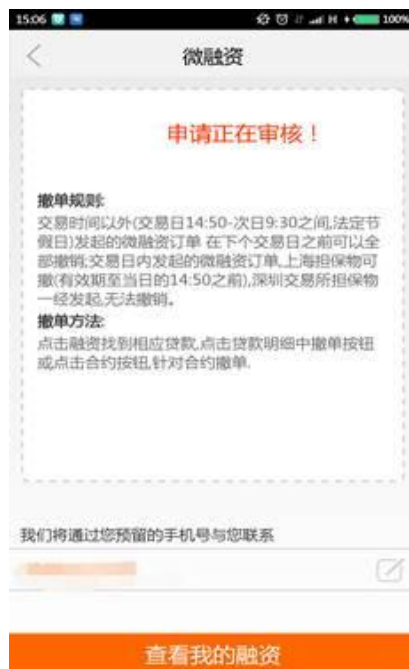 15:06 100%
微融资
申请正在审核！
撤单规则:
交易时间以外(交易日14:50-次日9:30之间,法定节
假日)发起的微融资订单 在下个交易日之前可以全
部撤销;交易日内发起的微融资订单,上海担保物可
撤(有效期至当日的14:50之前),深圳交易所担保物
一经发起,无法撤销。
撤单方法:
点击融资找到相应贷款,点击贷款明细中撤单按钮
或点击合约按钮,针对合约撤单.
我们将通过您预留的手机号与您联系
查看我的融资